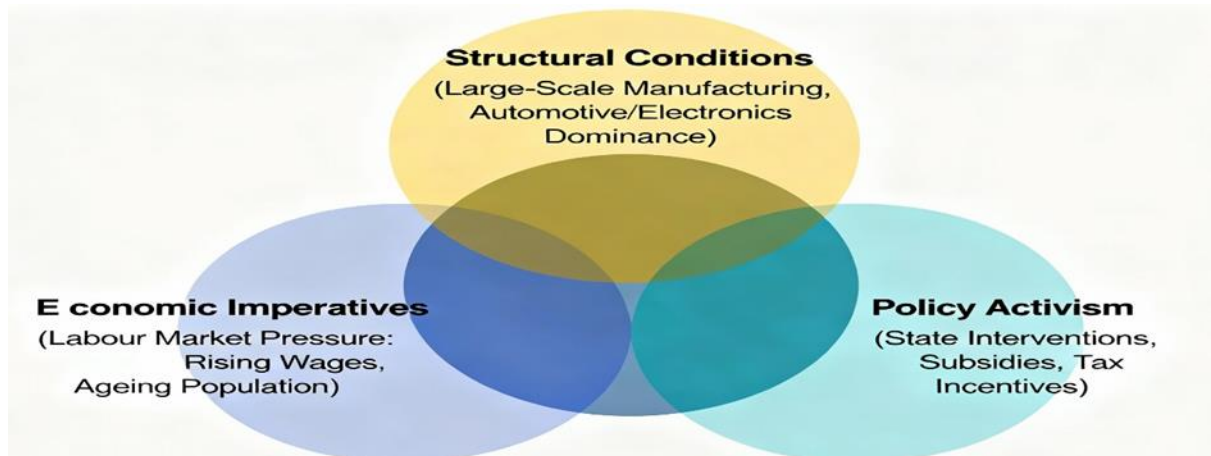 Structural Conditions
(Large-Scale Manufacturing,
Automotive/Electronics
Dominance)
E conomic Imperatives
(Labour Market Pressure:
Rising Wages,
Ageing Population)
Policy Activism
(State Interventions,
Subsidies, Tax
Incentives)